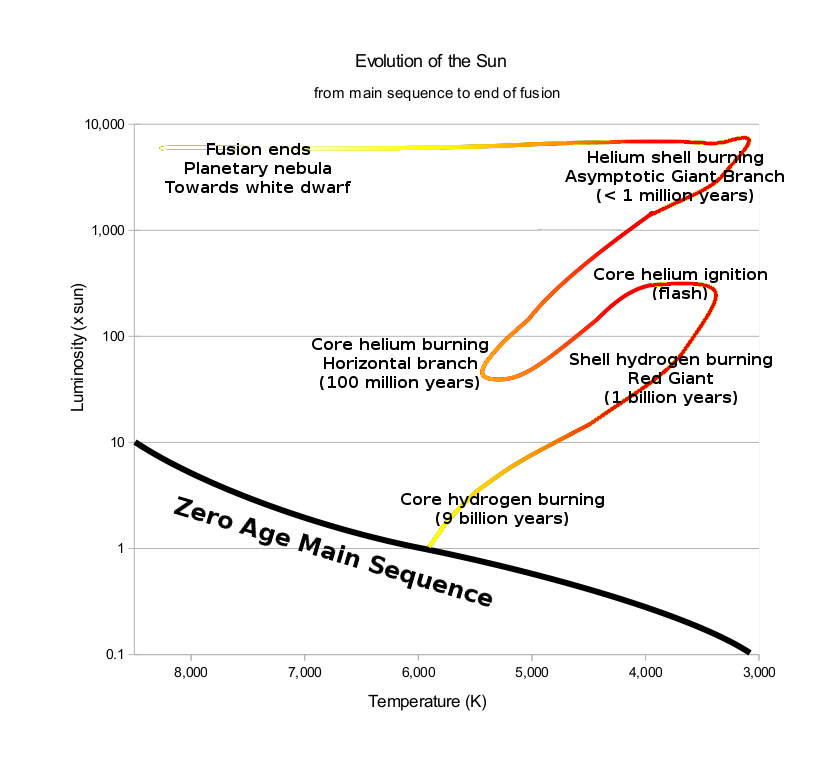 Evolution of the Sun
from main sequence to end of fusion
10,000
1,000
100
10
1
0.1
Luminosity (x sun)
Fusion ends
Planetary nebula
Towards white dwarf
Helium shell burning
Asymptotic Giant Branch
(< 1 million years)
Core helium ignition
(flash)
Core helium burning
Horizontal branch
(100 million years)
Shell hydrogen burning
Red Giant
(1 billion years)
Core hydrogen burning
(9 billion years)
Zero Age Main Sequence
8,000 7,000 6,000 5,000 4,000 3,000
Temperature (K)